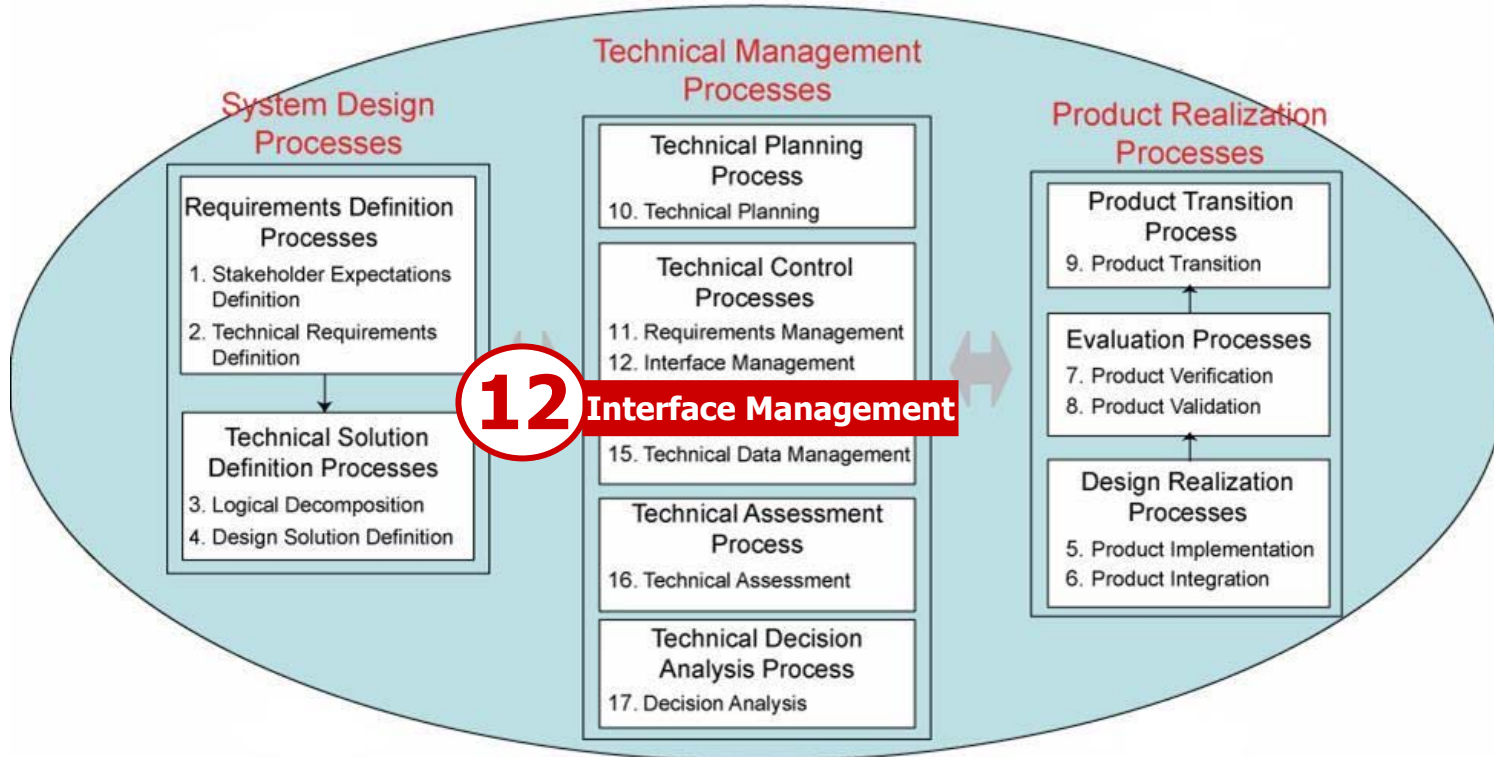 System Design
Processes
Requirements Definition
Processes
1. Stakeholder Expectations
Definition
2. Technical Requirements
Definition
Technical Solution
Definition Processes
3. Logical Decomposition
4. Design Solution Definition
Technical Management
Processes
Technical Planning
Process
10. Technical Planning
Technical Control
Processes
11. Requirements Management
12. Interface Management
12 Interface Management
15. Technical Data Management
Technical Assessment
Process
16. Technical Assessment
Technical Decision
Analysis Process
17. Decision Analysis
Product Realization
Processes
Product Transition
Process
9. Product Transition
Evaluation Processes
7. Product Verification
8. Product Validation
Design Realization
Processes
5. Product Implementation
6. Product Integration